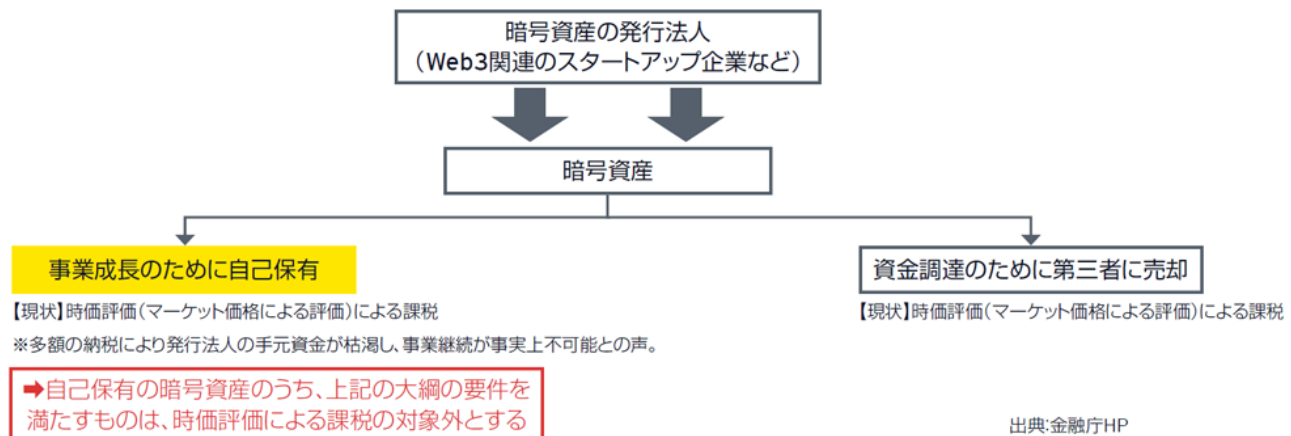 暗号資産の発行法人
（Web3関連のスタートアップ企業など）
暗号資産
事業成長のために自己保有
【現状】時価評価（マーケット価格による評価）による課税
※多額の納税により発行法人の手元資金が枯渇し、事業継続が事実上不可能との声。
➡自己保有の暗号資産のうち、上記の大綱の要件を
満たすものは、時価評価による課税の対象外とする
資金調達のために第三者に売却
【現状】時価評価（マーケット価格による評価）による課税
出典:金融庁HP